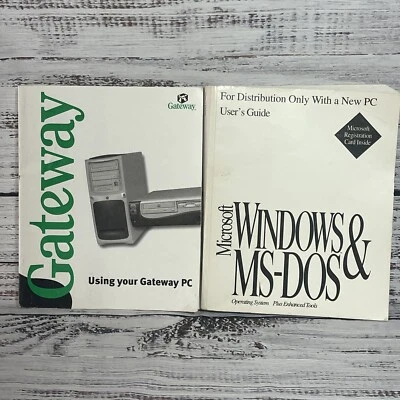 Gateway
Gateway
Using your Gateway PC
For Distribution Only With a New PC
User's Guide
Microsoft
Registration
Card Inside
Microsoft
WINDOWS &
MS-DOS
Operating System Plus Enhanced Tools